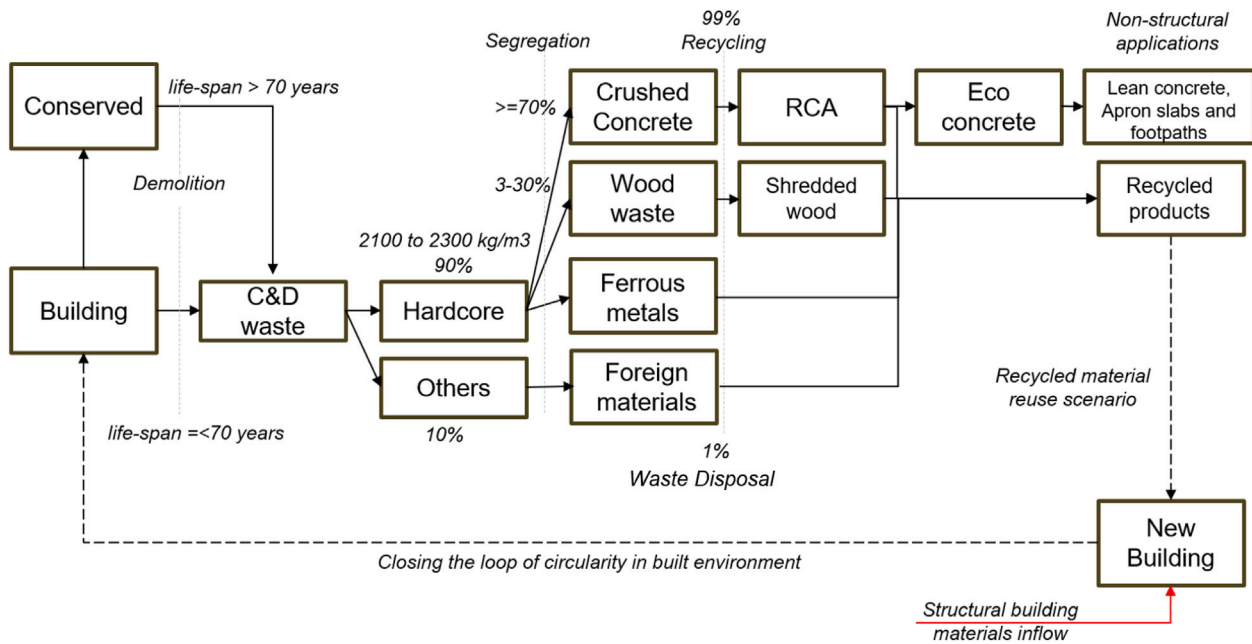 99%
Segregation
Recycling
Non-structural
applications
life-span > 70 years
Conserved
>=70%
Crushed
Concrete
RCA
Eco
concrete
Lean concrete,
Apron slabs and
footpaths
Demolition
3-30%
Wood
waste
Shredded
wood
Recycled
products
2100 to 2300 kg/m3
90%
Building
C&D
waste
Hardcore
Ferrous
metals
Others
10%
Foreign
materials
Recycled material
reuse scenario
life-span =<70 years
1%
Waste Disposal
New
Building
Closing the loop of circularity in built environment
Structural building
materials inflow